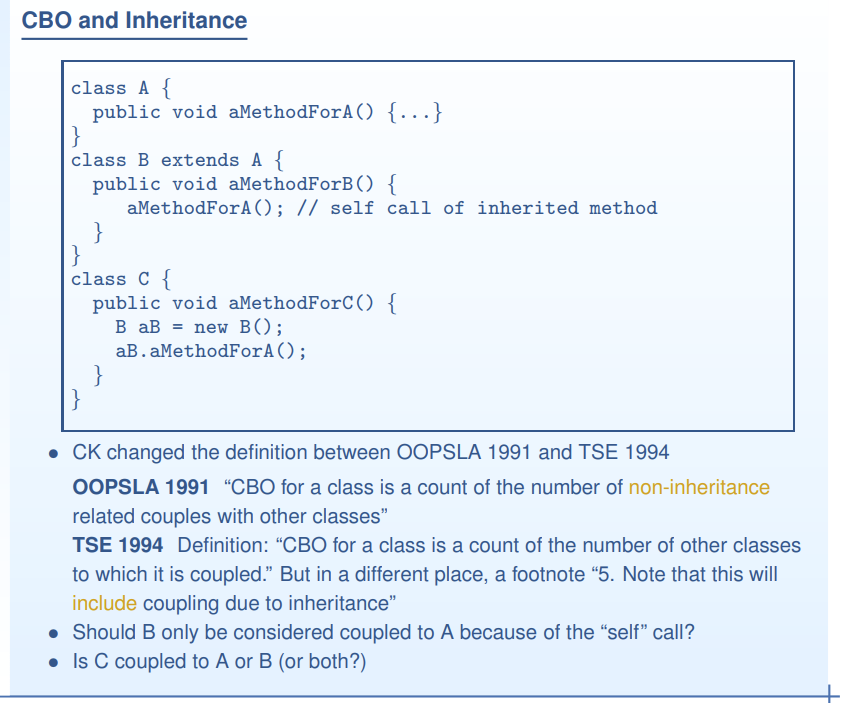 CBO and Inheritance
class A {
  public void aMethodForA() {...}
}
class B extends A {
  public void aMethodForB() {
    aMethodForA(); // self call of inherited method
  }
}
class C {
  public void aMethodForC() {
    B aB = new B();
    aB.aMethodForA();
  }
}
• CK changed the definition between OOPSLA 1991 and TSE 1994
OOPSLA 1991 “CBO for a class is a count of the number of non-inheritance
related couples with other classes”
TSE 1994 Definition: “CBO for a class is a count of the number of other classes
to which it is coupled.” But in a different place, a footnote “5. Note that this will
include coupling due to inheritance”
• Should B only be considered coupled to A because of the “self” call?
• Is C coupled to A or B (or both?)